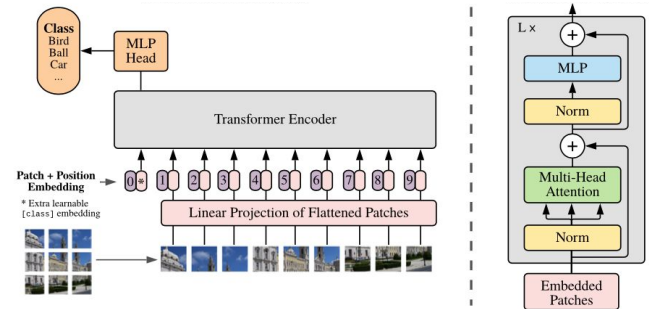 Class
Bird
Ball
Car
...
MLP
Head
Transformer Encoder
Patch + Position
Embedding
0 * 1 2 3 4 5 6 7 8 9
* Extra learnable
[class] embedding
Linear Projection of Flattened Patches
L x
+
MLP
Norm
+
Multi-Head
Attention
Norm
Embedded
Patches